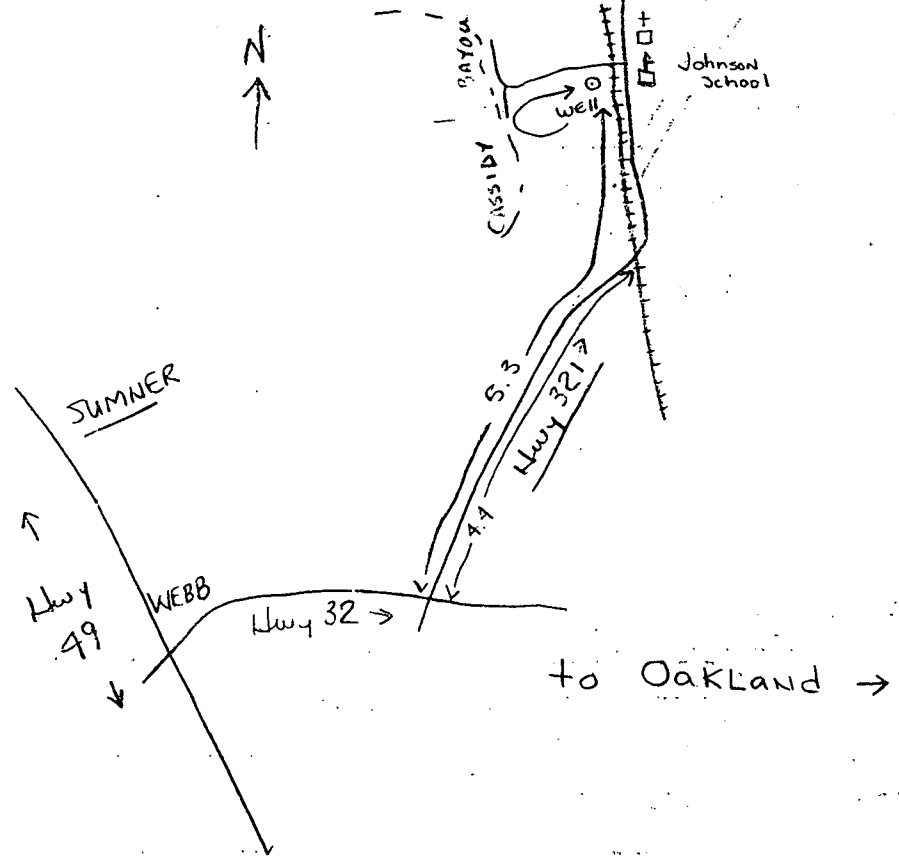 N
BAYOU
CASSIDY
WEll
Johnson
School
SUMNER
5.3
Hwy 321
4.4
Hwy
49
WEBB
Hwy 32
to OakLand